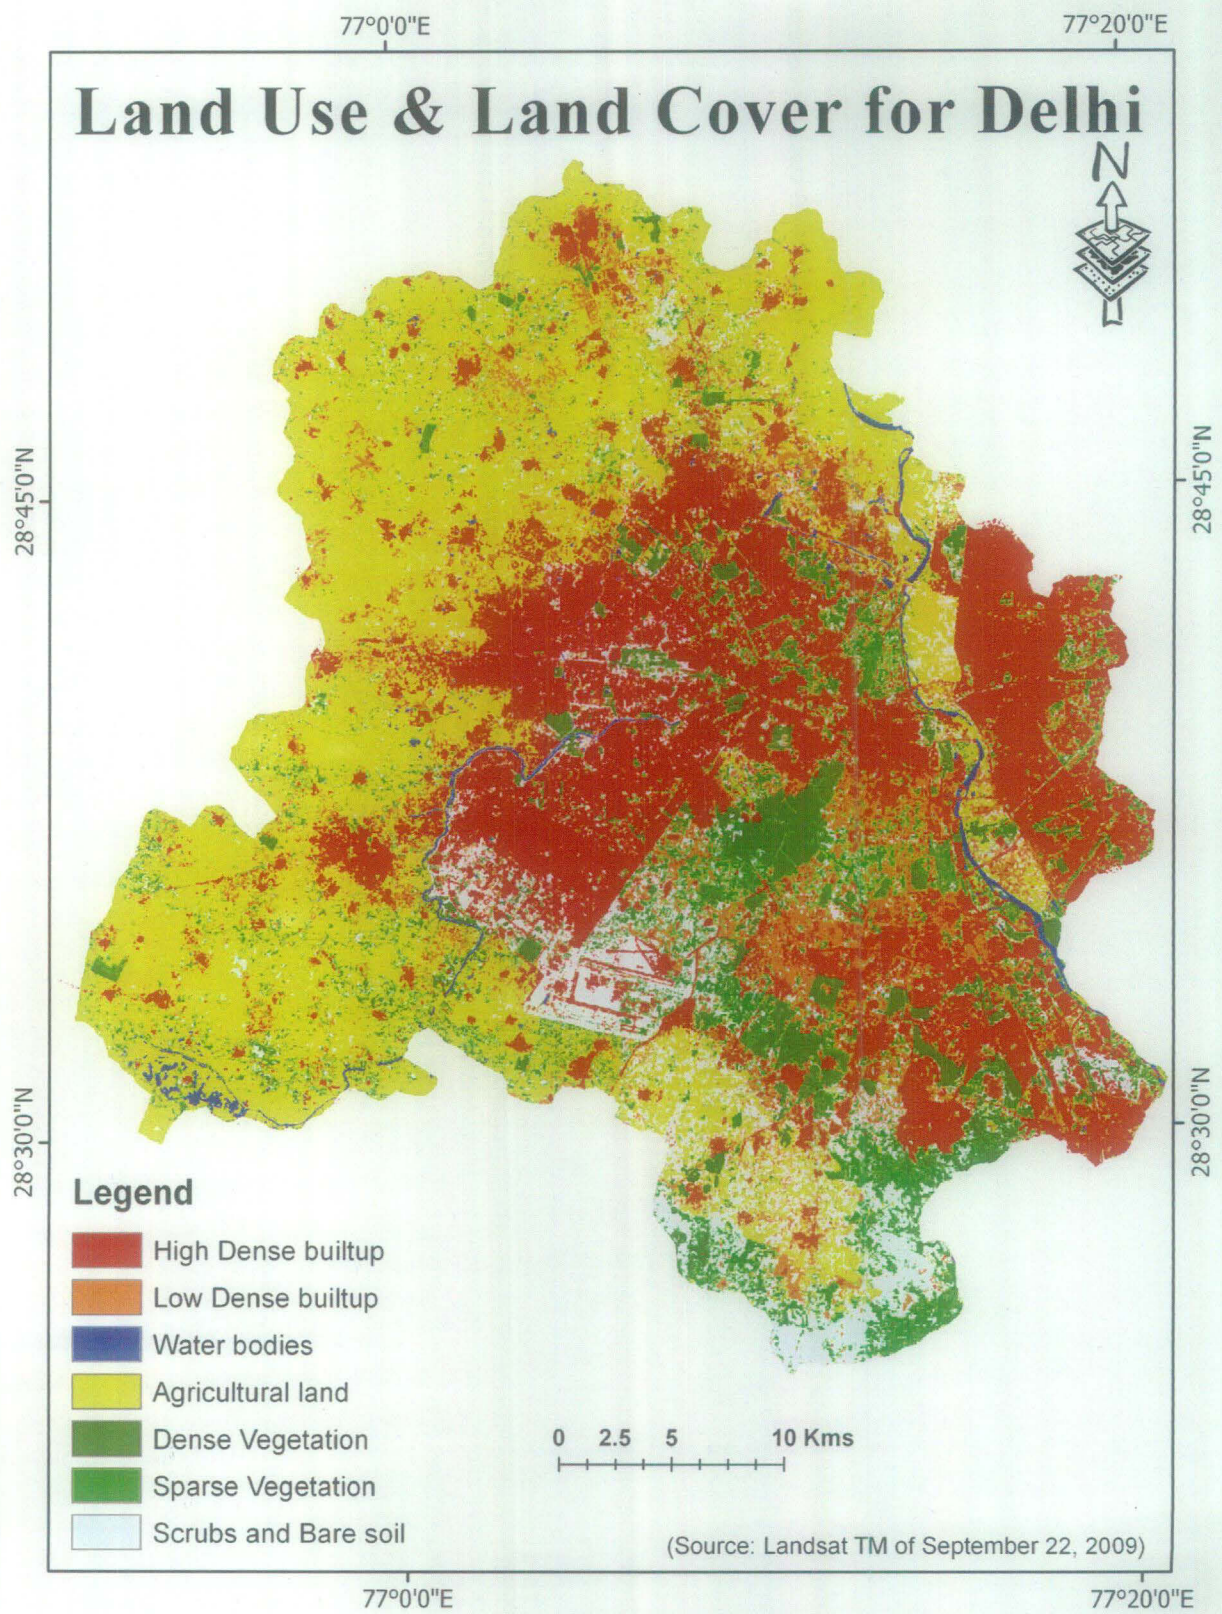 77°0'0"E
77°20'0"E
Land Use & Land Cover for Delhi
N
28°45'0"N
28°45'0"N
28°30'0"N
28°30'0"N
Legend
High Dense builtup
Low Dense builtup
Water bodies
Agricultural land
Dense Vegetation
Sparse Vegetation
Scrubs and Bare soil
0 2.5 5 10 Kms
(Source: Landsat TM of September 22, 2009)
77°0'0"E
77°20'0"E